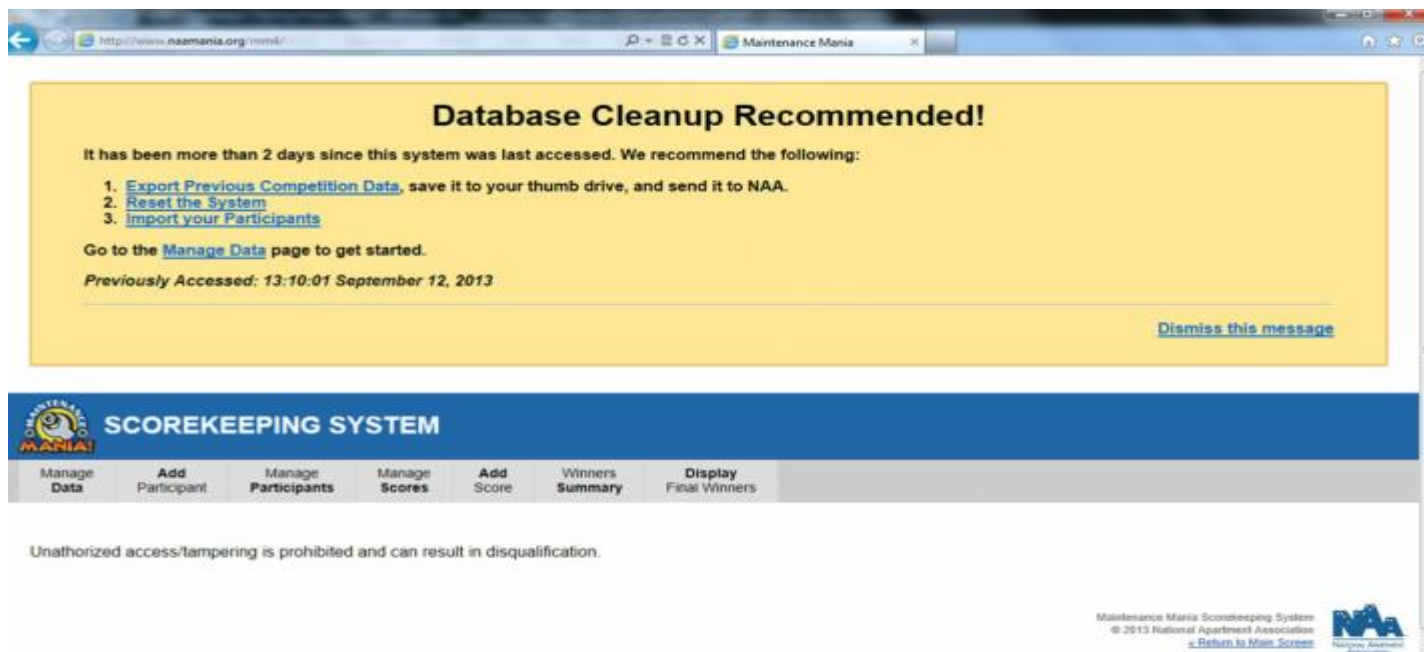 http://www.naamania.org/mm4/
Maintenance Mania
Database Cleanup Recommended!
It has been more than 2 days since this system was last accessed. We recommend the following:
1. Export Previous Competition Data, save it to your thumb drive, and send it to NAA.
2. Reset the System
3. Import your Participants
Go to the Manage Data page to get started.
Previously Accessed: 13:10:01 September 12, 2013
Dismiss this message
MAINTENANCE
MANIA!
SCOREKEEPING SYSTEM
Manage Add Manage Manage Add Winners Display
Data Participant Participants Scores Score Summary Final Winners
Unathorized access/tampering is prohibited and can result in disqualification.
Maintenance Mania Scorekeeping System
© 2013 National Apartment Association
« Return to Main Screen
NAA
National Apartment